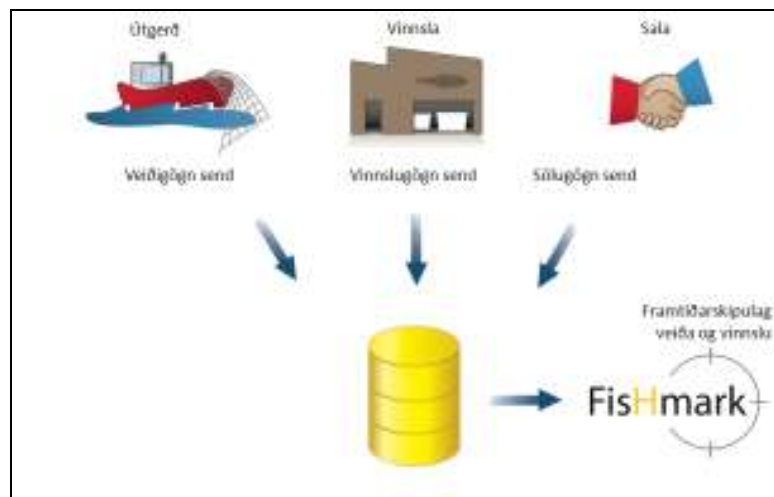 Útgerð
Vinnsla
Sala
Veiðigögn send
Vinnslugögn send
Sölugögn send
Framtíðarskipulag
veiða og vinnslu
FisHmark